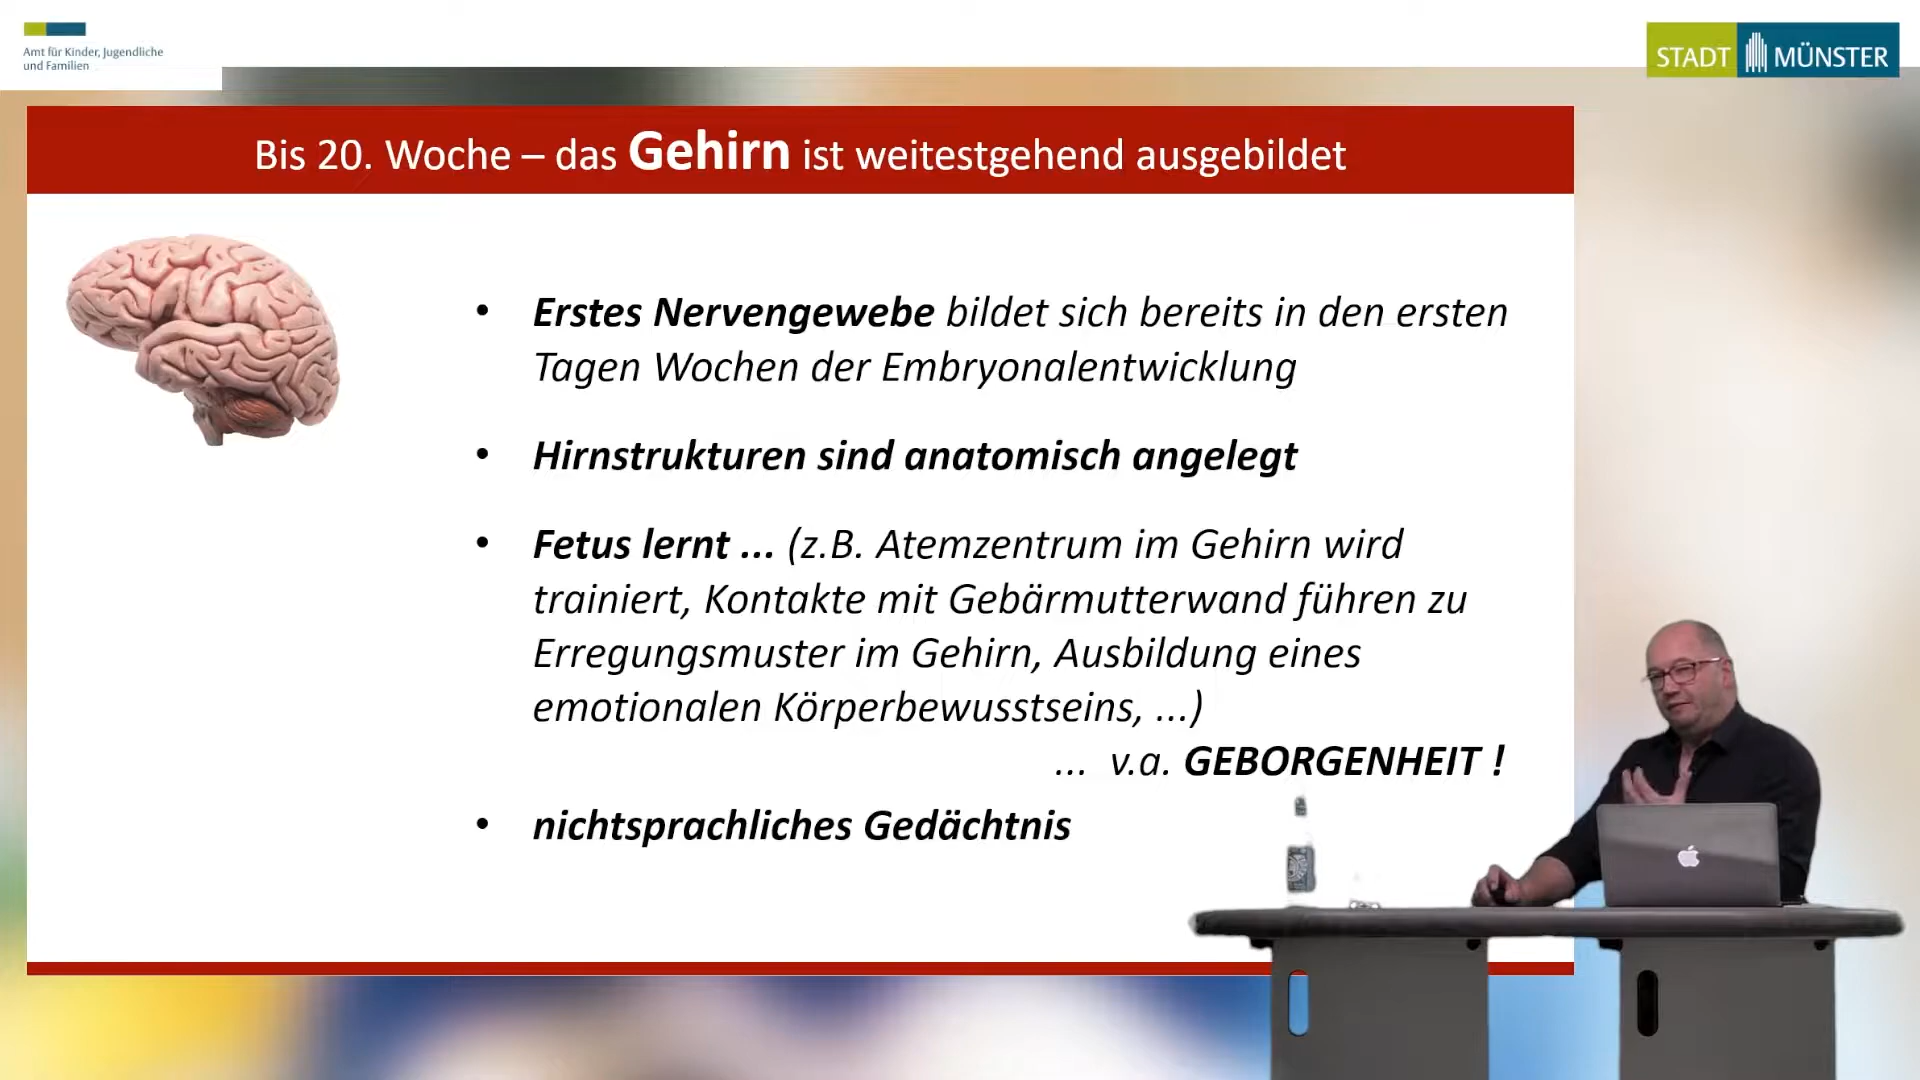 Amt für Kinder, Jugendliche
und Familien
STADT MÜNSTER
Bis 20. Woche – das Gehirn ist weitestgehend ausgebildet
• Erstes Nervengewebe bildet sich bereits in den ersten
Tagen Wochen der Embryonalentwicklung
• Hirnstrukturen sind anatomisch angelegt
• Fetus lernt ... (z.B. Atemzentrum im Gehirn wird
trainiert, Kontakte mit Gebärmutterwand führen zu
Erregungsmuster im Gehirn, Ausbildung eines
emotionalen Körperbewusstseins, ...)
... v.a. GEBORGENHEIT !
• nichtsprachliches Gedächtnis